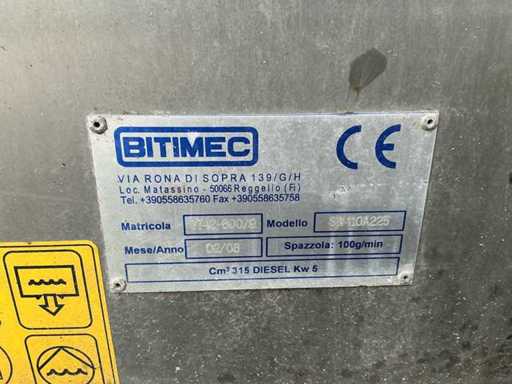 BITIMEC
CE
VIA RONA DI SOPRA 139/G/H
Loc. Matassino - 50066 Reggello (Fi)
Tel. +390558635760 Fax +390558635758
Matricola Modello
Mese/Anno 02/08 Spazzola: 100g/min
Cm³ 315 DIESEL Kw 5